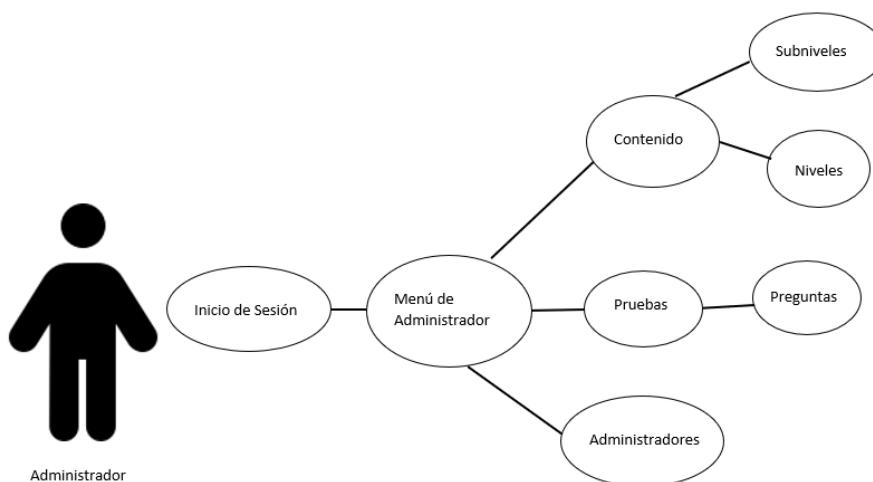 Subniveles
Contenido
Niveles
Inicio de Sesión
Menú de
Administrador
Pruebas
Preguntas
Administradores
Administrador